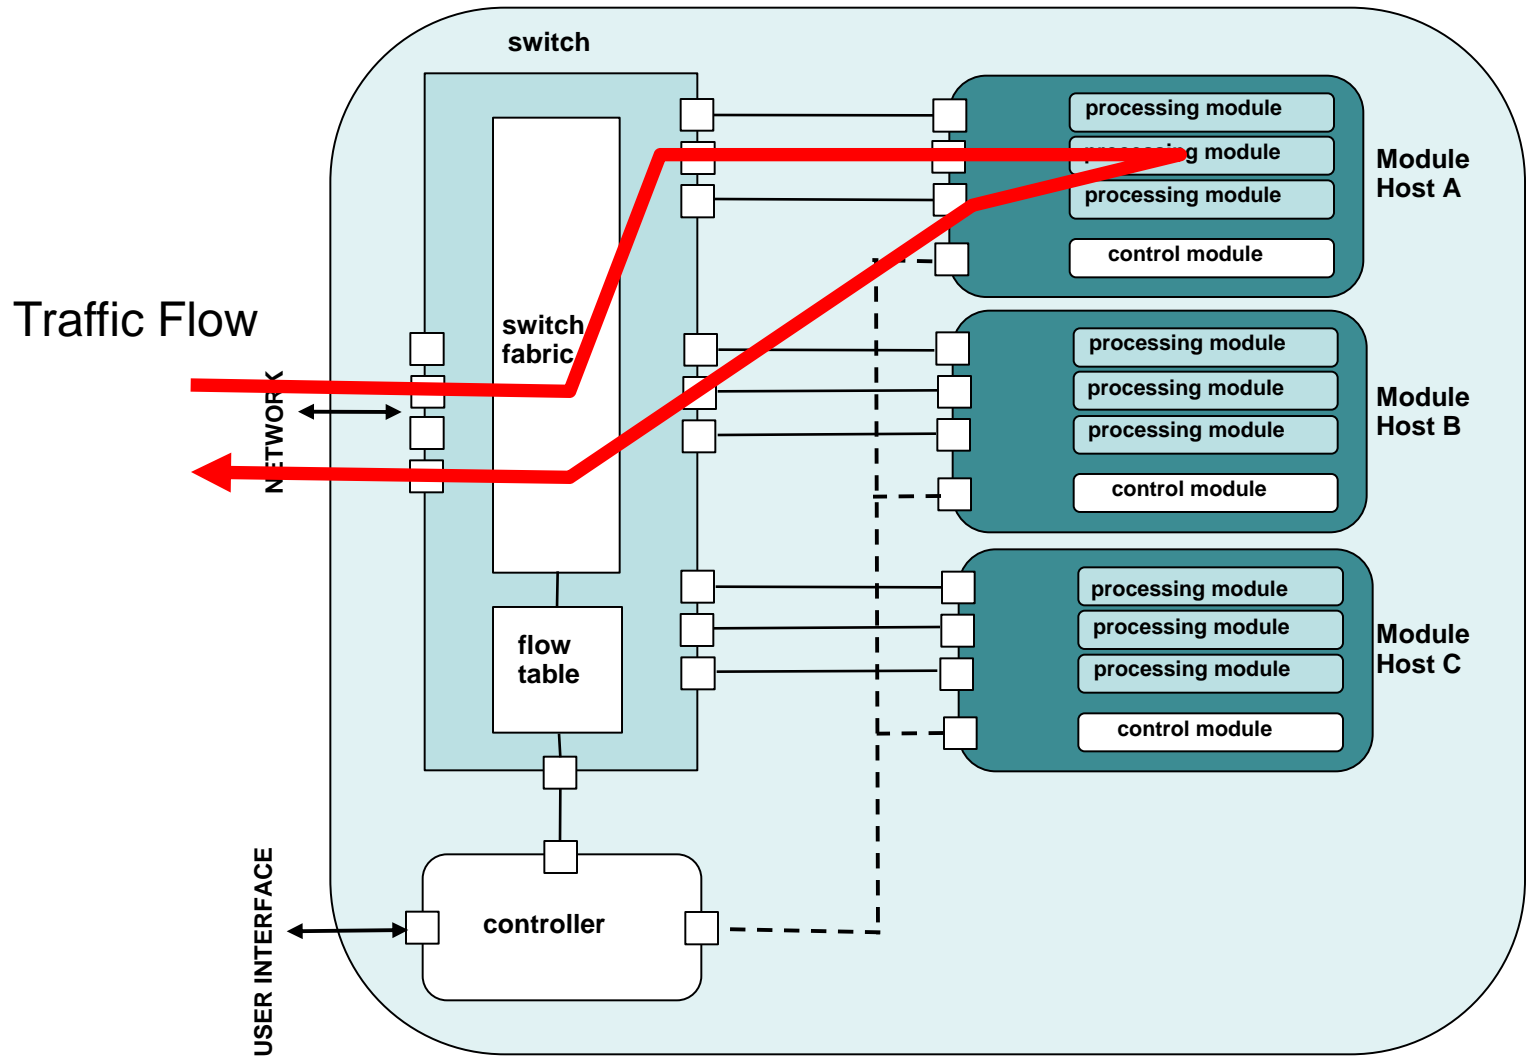 switch
processing module
processing module
processing module
control module
Module
Host A
Traffic Flow
switch
fabric
NETWORK
processing module
processing module
processing module
control module
Module
Host B
flow
table
processing module
processing module
processing module
control module
Module
Host C
controller
USER INTERFACE